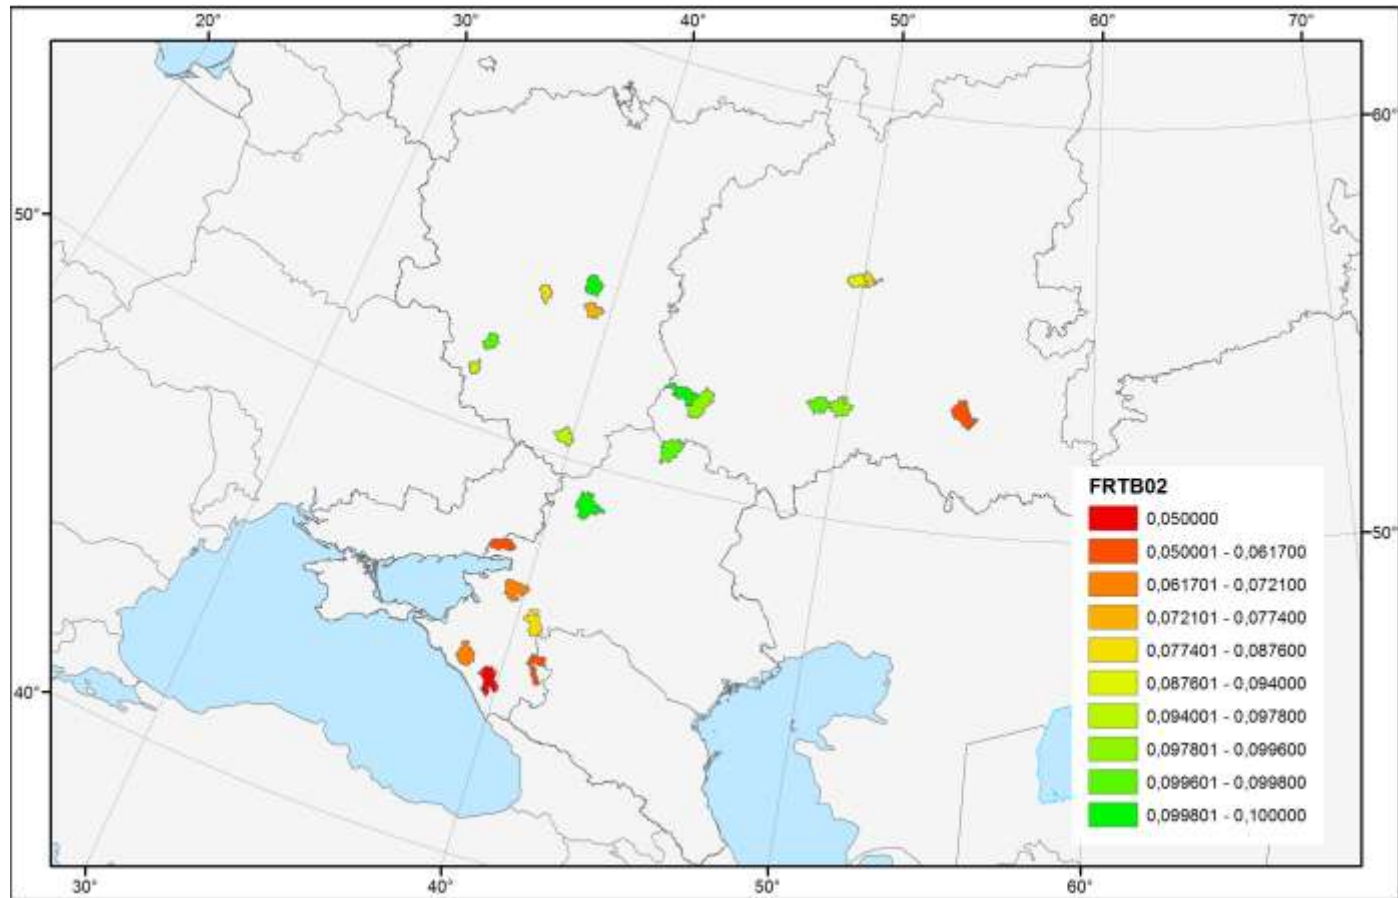 20° 30° 40° 50° 60° 70°
60°
50°
50°
40°
FRTB02
0,050000
0,050001 - 0,061700
0,061701 - 0,072100
0,072101 - 0,077400
0,077401 - 0,087600
0,087601 - 0,094000
0,094001 - 0,097800
0,097801 - 0,099600
0,099601 - 0,099800
0,099801 - 0,100000
30° 40° 50° 60°